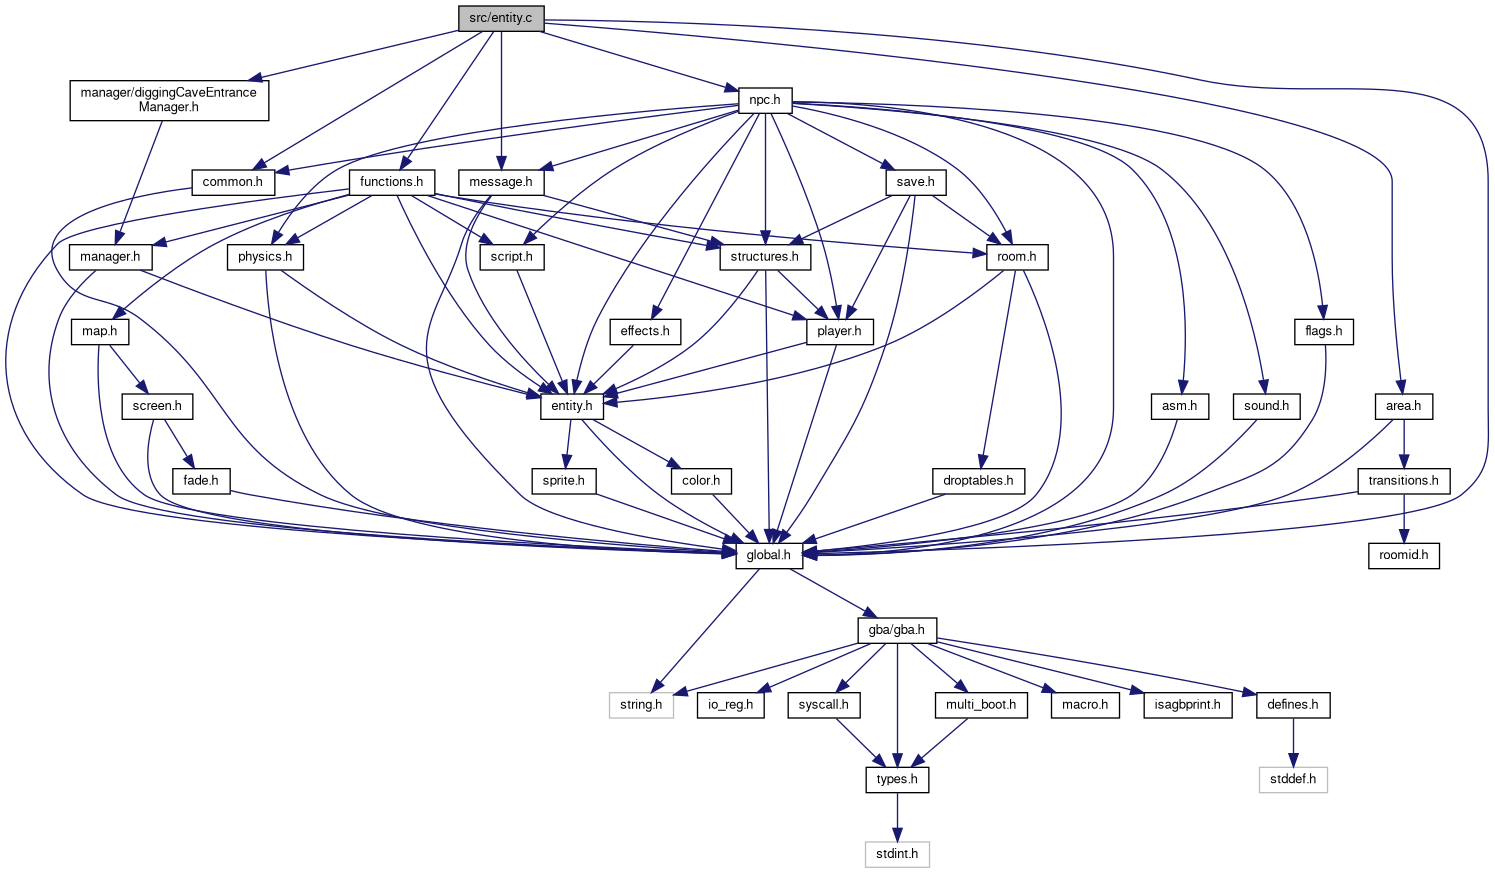 src/entity.c
manager/diggingCaveEntrance
Manager.h
npc.h
common.h
functions.h
message.h
save.h
manager.h
physics.h
script.h
structures.h
room.h
map.h
effects.h
player.h
flags.h
screen.h
entity.h
asm.h
sound.h
area.h
fade.h
sprite.h
color.h
droptables.h
transitions.h
global.h
roomid.h
gba/gba.h
string.h
io_reg.h
syscall.h
multi_boot.h
macro.h
isagbprint.h
defines.h
types.h
stddef.h
stdint.h